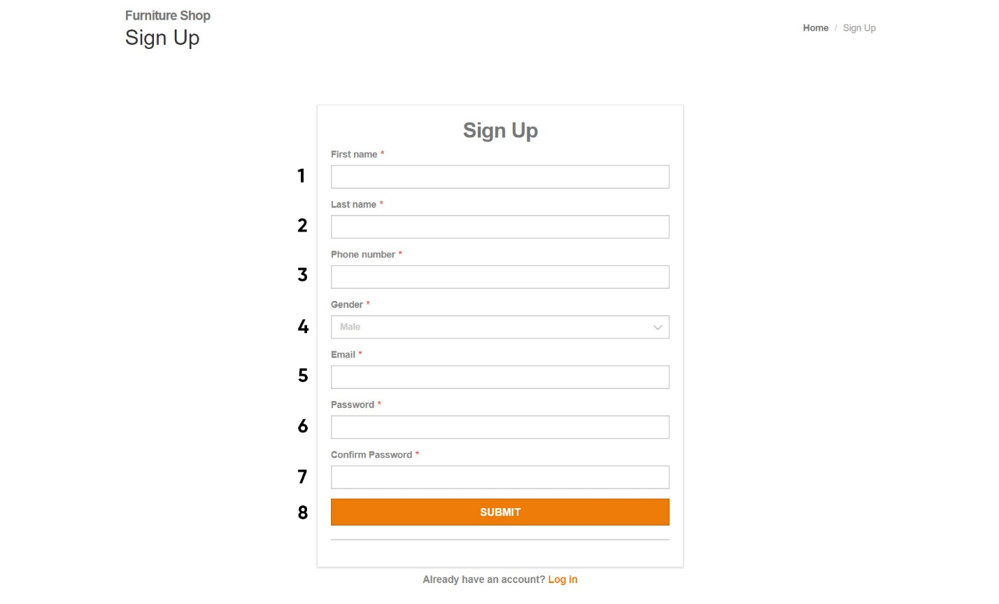 Furniture Shop
Sign Up
Home / Sign Up
Sign Up
First name *
1
Last name *
2
Phone number *
3
Gender *
4 Male
Email *
5
Password *
6
Confirm Password *
7
8 SUBMIT
Already have an account? Log in